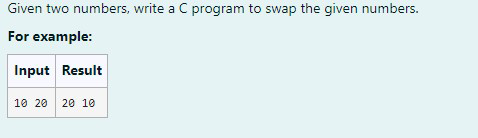 Given two numbers, write a C program to swap the given numbers.
For example:
Input Result
10 20 20 10